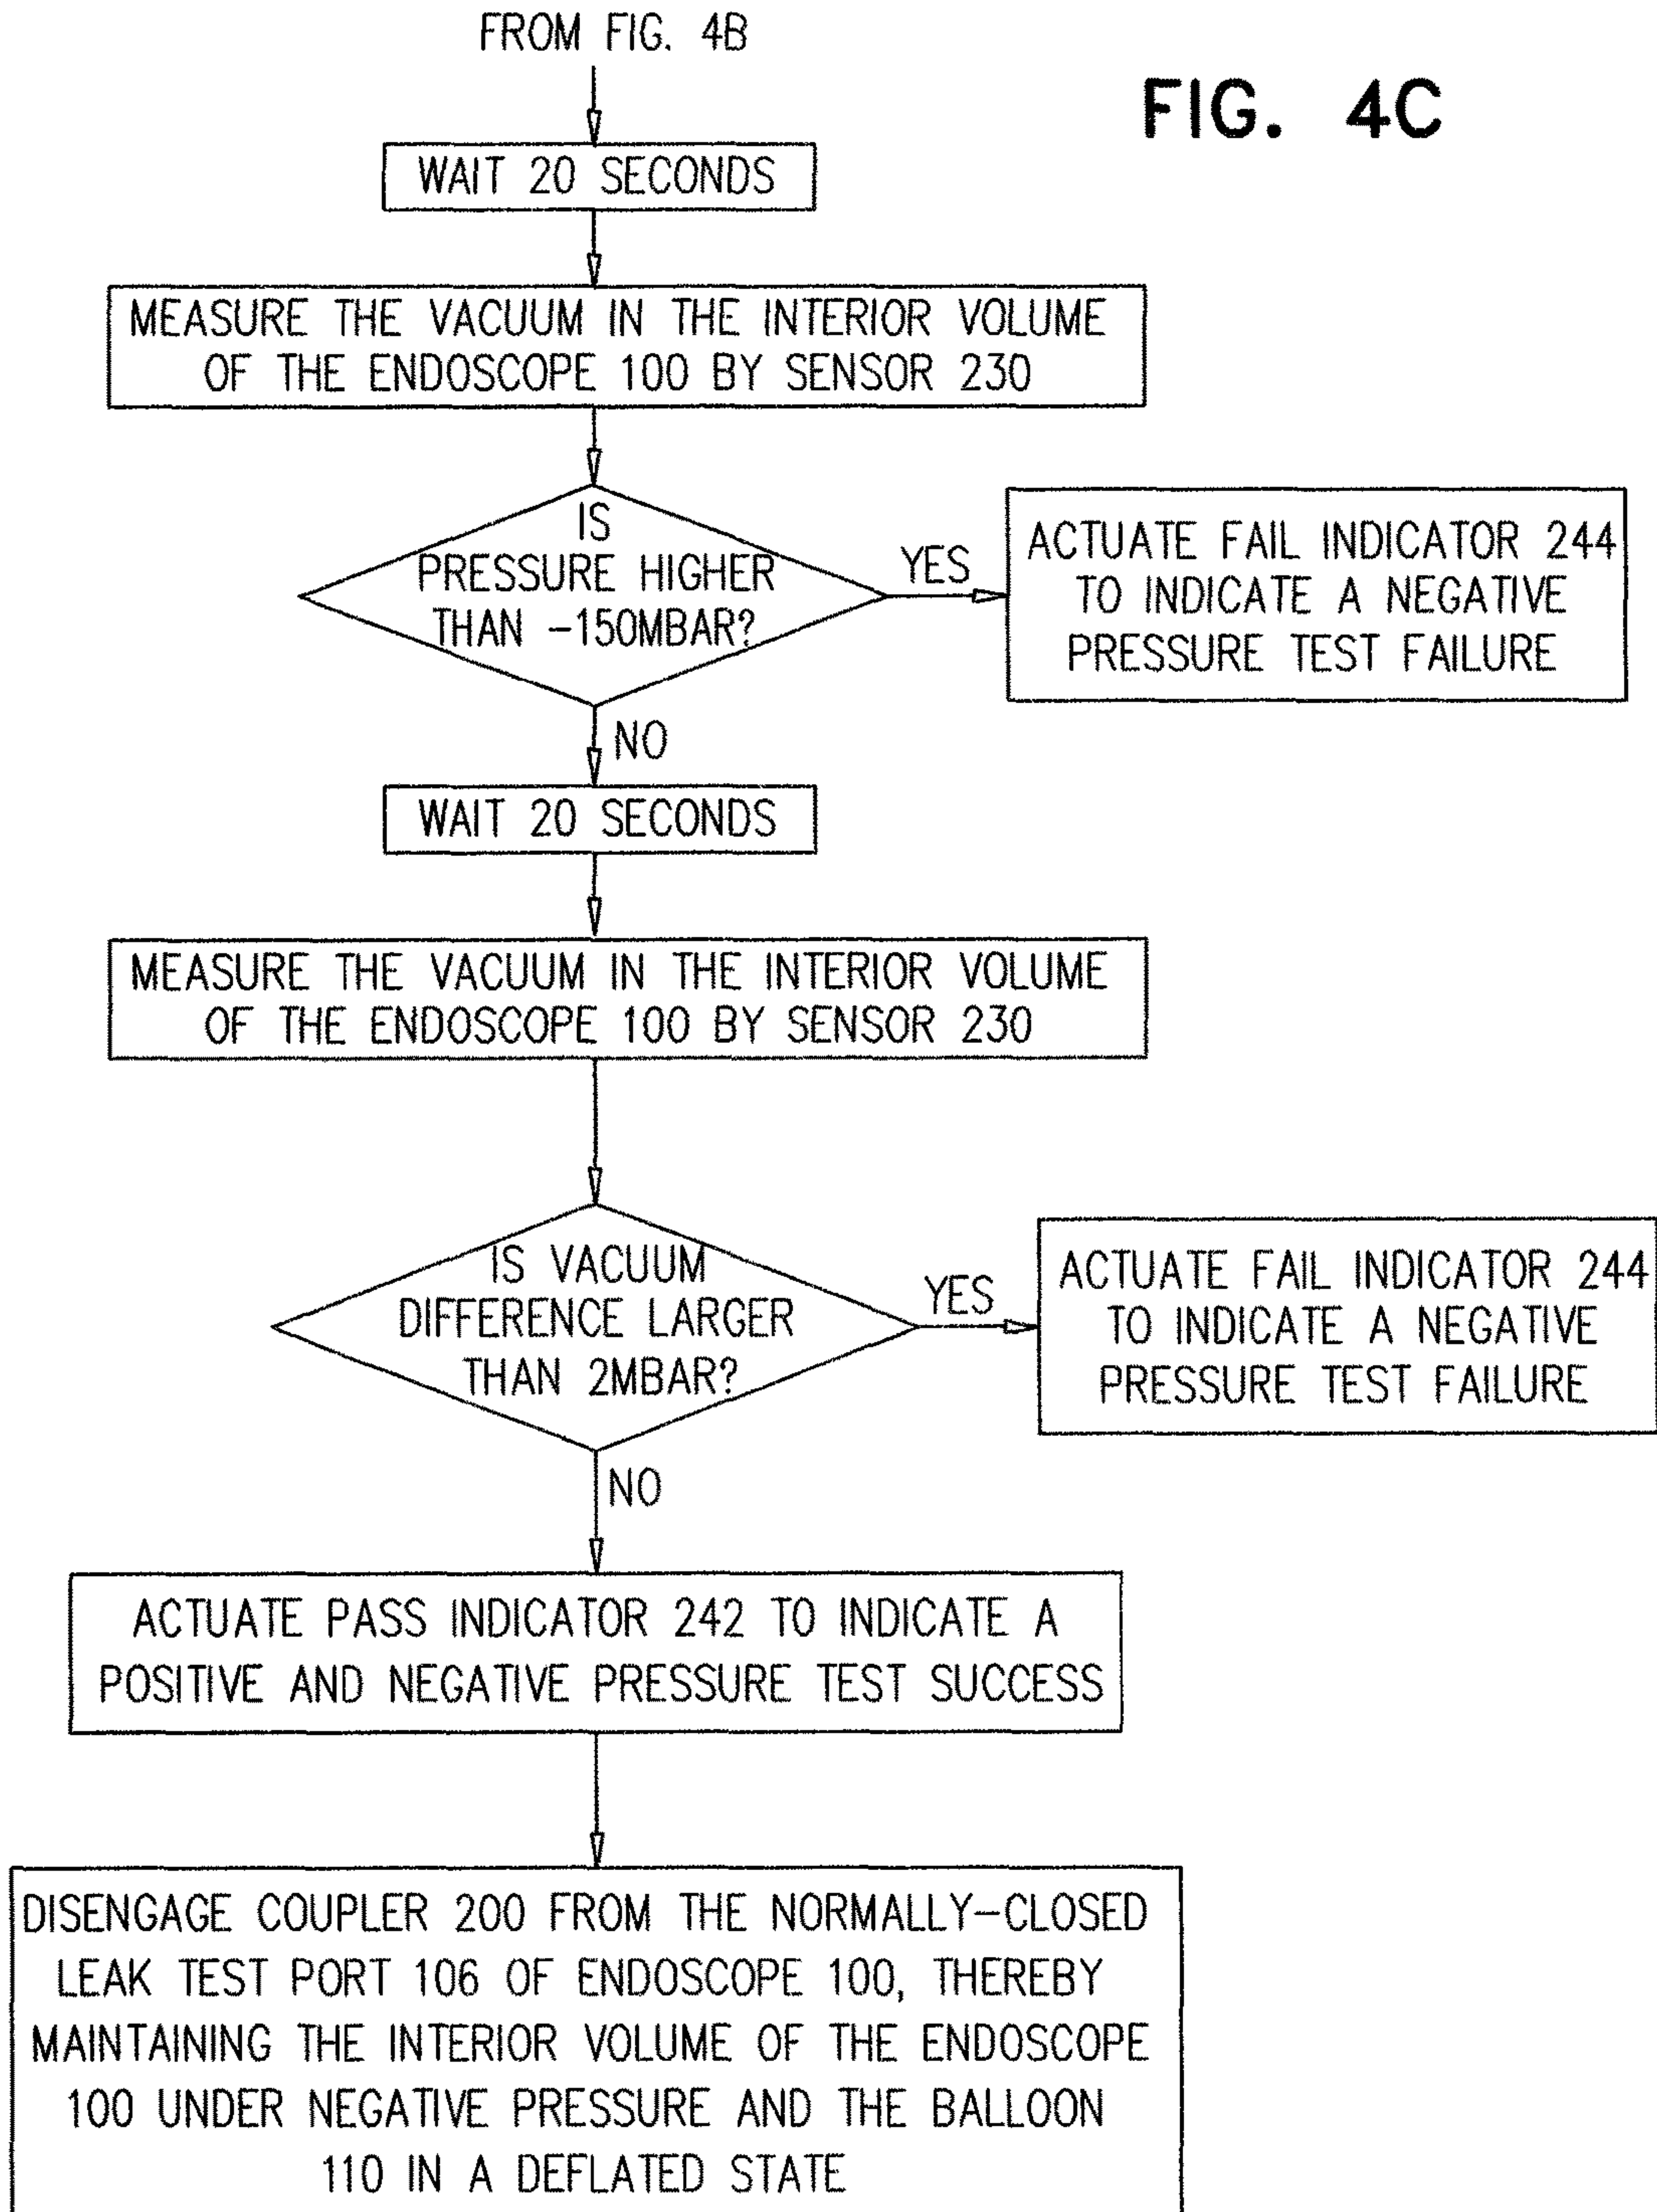 FROM FIG. 4B
FIG. 4C
WAIT 20 SECONDS
MEASURE THE VACUUM IN THE INTERIOR VOLUME
OF THE ENDOSCOPE 100 BY SENSOR 230
IS
PRESSURE HIGHER
THAN -150MBAR?
YES
ACTUATE FAIL INDICATOR 244
TO INDICATE A NEGATIVE
PRESSURE TEST FAILURE
NO
WAIT 20 SECONDS
MEASURE THE VACUUM IN THE INTERIOR VOLUME
OF THE ENDOSCOPE 100 BY SENSOR 230
IS VACUUM
DIFFERENCE LARGER
THAN 2MBAR?
YES
ACTUATE FAIL INDICATOR 244
TO INDICATE A NEGATIVE
PRESSURE TEST FAILURE
NO
ACTUATE PASS INDICATOR 242 TO INDICATE A
POSITIVE AND NEGATIVE PRESSURE TEST SUCCESS
DISENGAGE COUPLER 200 FROM THE NORMALLY-CLOSED
LEAK TEST PORT 106 OF ENDOSCOPE 100, THEREBY
MAINTAINING THE INTERIOR VOLUME OF THE ENDOSCOPE
100 UNDER NEGATIVE PRESSURE AND THE BALLOON
110 IN A DEFLATED STATE